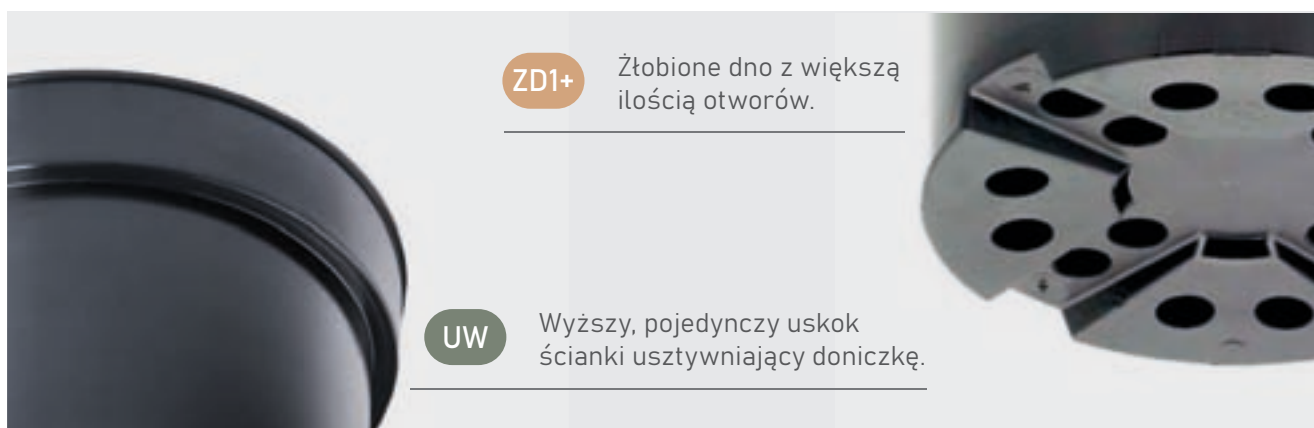 ZD1+
Żłobione dno z większą
ilością otworów.
UW
Wyższy, pojedynczy uskok
ścianki usztywniający doniczkę.